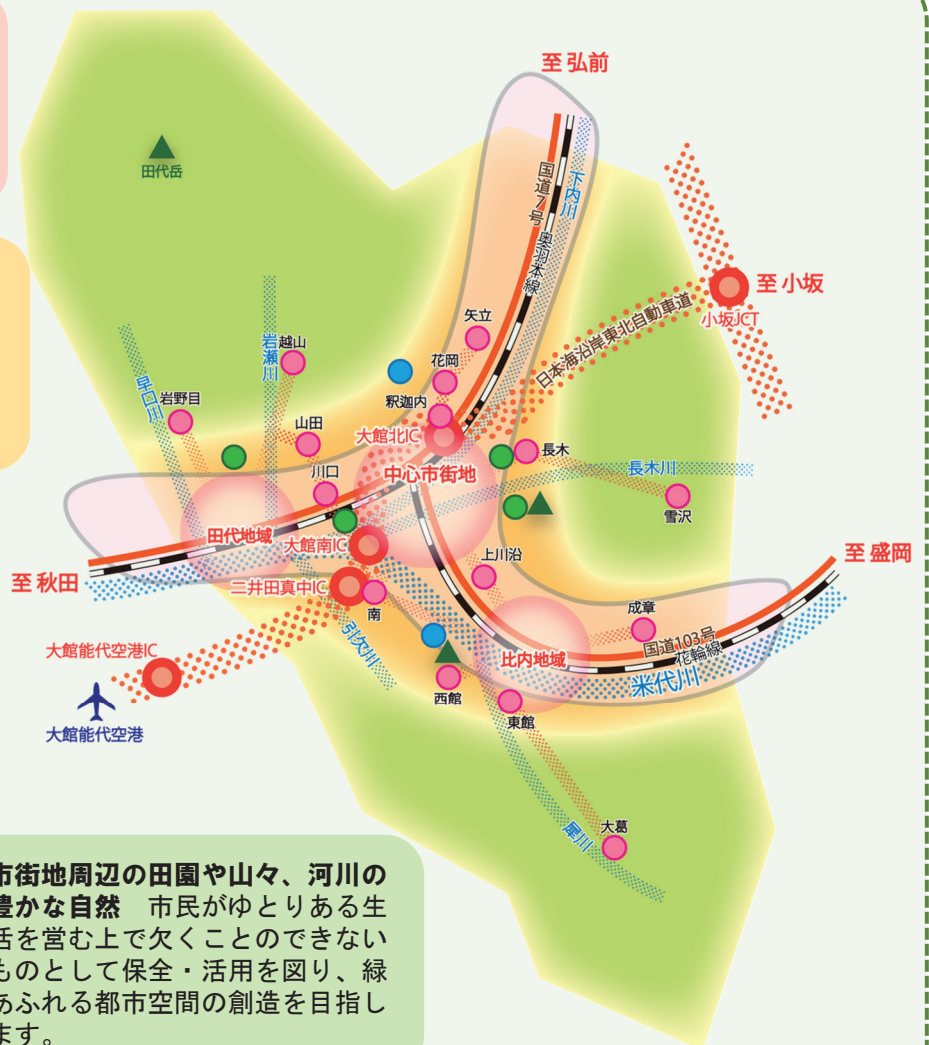 至 弘前
田代岳
国道7号
下内川
奥羽本線
至 小坂
小坂JCT
日本海沿岸東北自動車道
矢立
岩瀬川
越山
花岡
早口川
岩野目
釈迦内
山田
大館北IC
長木
川口
中心市街地
長木川
雪沢
田代地域
大館南IC
上川沿
至 盛岡
至 秋田
二井田真中IC
南
成章
国道103号
花輪線
引欠川
大館能代空港IC
比内地域
米代川
西館
東館
大館能代空港
大葛
犀川
市街地周辺の田園や山々、河川の
豊かな自然　市民がゆとりある生
活を営む上で欠くことのできない
ものとして保全・活用を図り、緑
あふれる都市空間の創造を目指し
ます。